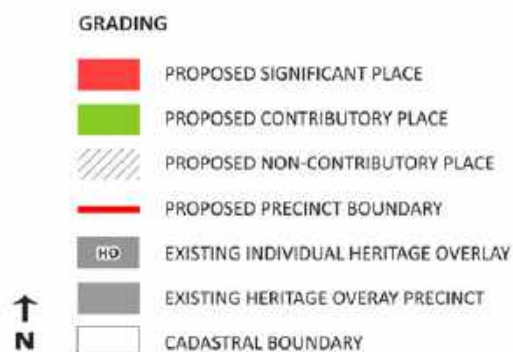 GRADING
PROPOSED SIGNIFICANT PLACE
PROPOSED CONTRIBUTORY PLACE
PROPOSED NON-CONTRIBUTORY PLACE
PROPOSED PRECINCT BOUNDARY
HO EXISTING INDIVIDUAL HERITAGE OVERLAY
EXISTING HERITAGE OVERAY PRECINCT
N CADASTRAL BOUNDARY